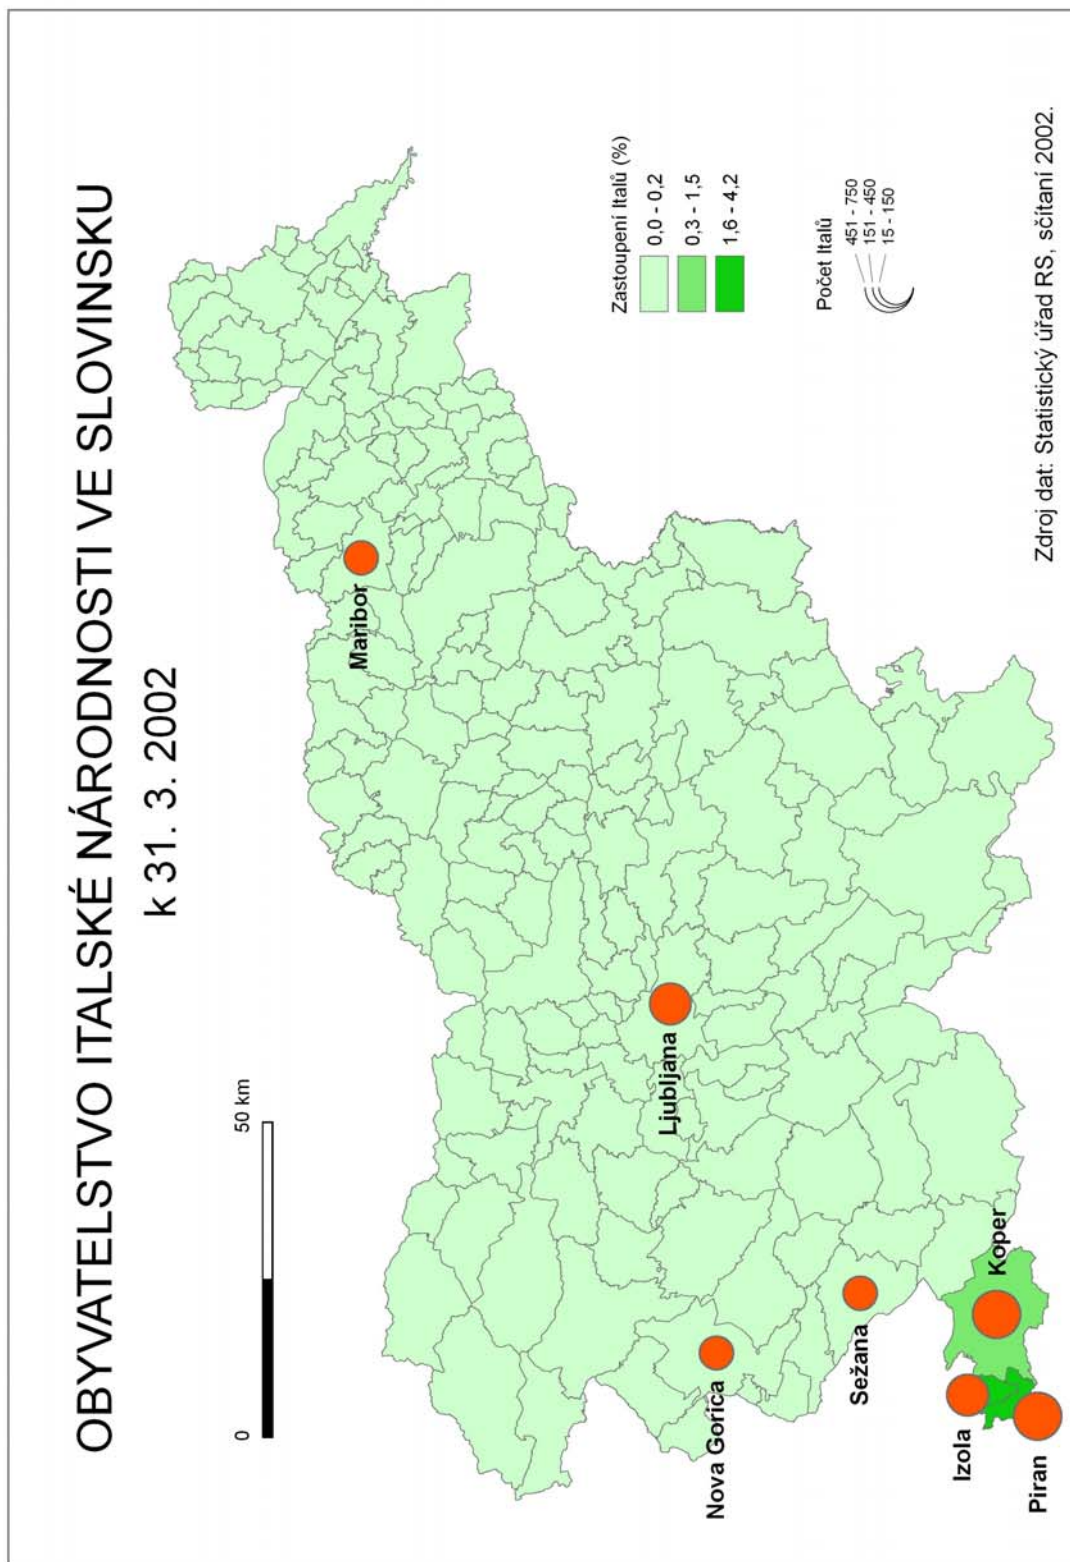 OBYVATELSTVO ITALSKÉ NÁRODNOSTI VE SLOVINSKU
k 31. 3. 2002
0
50 km
Maribor
Ljubljana
Nova Gorica
Sežana
Koper
Izola
Piran
Zastoupení Italů (%)
0,0 - 0,2
0,3 - 1,5
1,6 - 4,2
Počet Italů
451 - 750
151 - 450
15 - 150
Zdroj dat: Statistický úřad RS, sčítaní 2002.